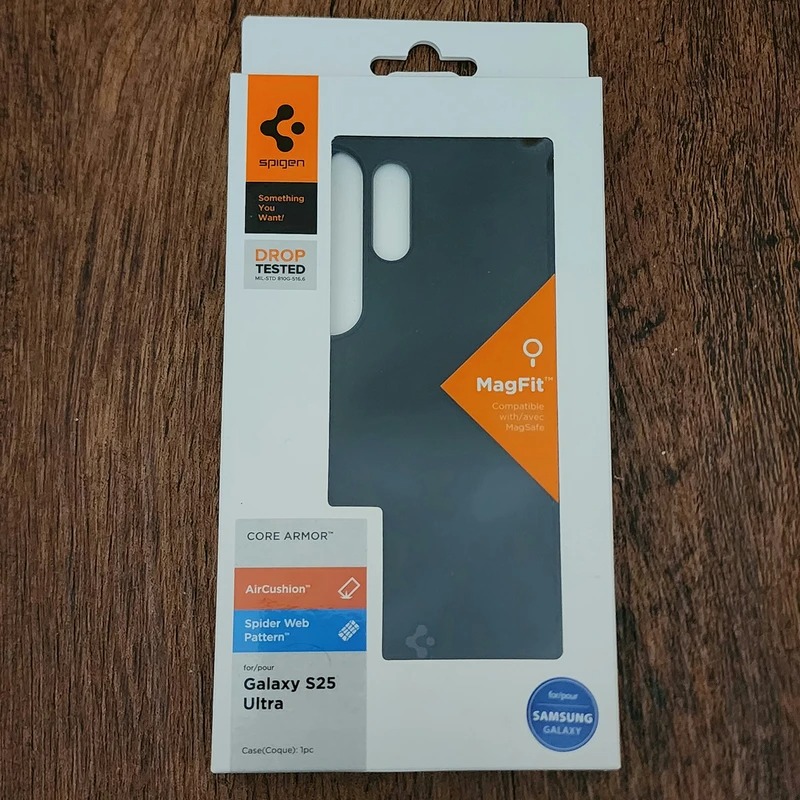 spigen
Something
You
Want!
DROP
TESTED
MIL-STD 810G-516.6
MagFit™
Compatible
with/avec
MagSafe
CORE ARMOR™
AirCushion™
Spider Web
Pattern™
for/pour
Galaxy S25
Ultra
Case(Coque): 1pc
for/pour
SAMSUNG
GALAXY